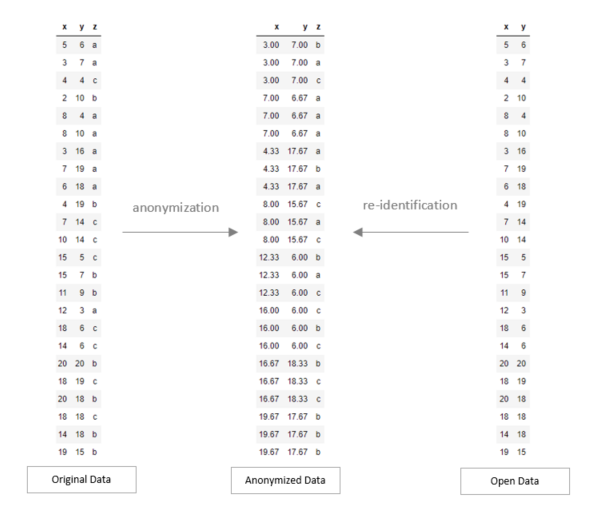 x y z x y z x y
5 6 a 3.00 7.00 b 5 6
3 7 a 3.00 7.00 a 3 7
4 4 c 3.00 7.00 c 4 4
2 10 b 7.00 6.67 a 2 10
8 4 a 7.00 6.67 a 8 4
8 10 a 7.00 6.67 a 8 10
3 16 a 4.33 17.67 a 3 16
7 19 a 4.33 17.67 b 7 19
6 18 a 4.33 17.67 a 6 18
4 19 b 8.00 15.67 c 4 19
anonymization re-identification
7 14 c 8.00 15.67 a 7 14
10 14 c 8.00 15.67 c 10 14
15 5 c 12.33 6.00 b 15 5
15 7 b 12.33 6.00 a 15 7
11 9 b 12.33 6.00 c 11 9
12 3 a 16.00 6.00 c 12 3
18 6 c 16.00 6.00 b 18 6
14 6 c 16.00 6.00 c 14 6
20 20 b 16.67 18.33 b 20 20
18 19 c 16.67 18.33 c 18 19
20 18 b 16.67 18.33 c 20 18
18 18 c 19.67 17.67 b 18 18
14 18 b 19.67 17.67 b 14 18
19 15 b 19.67 17.67 b 19 15
Original Data Anonymized Data Open Data